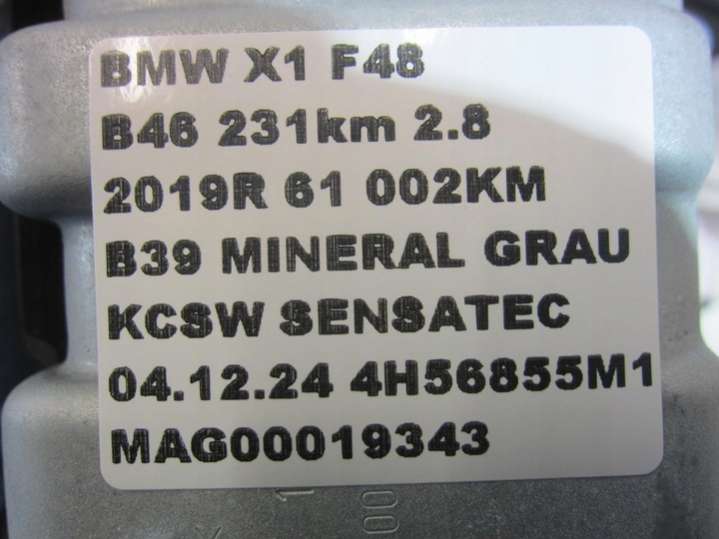 BMW X1 F48
B46 231km 2.8
2019R 61 002KM
B39 MINERAL GRAU
KCSW SENSATEC
04.12.24 4H56855M1
MAG00019343